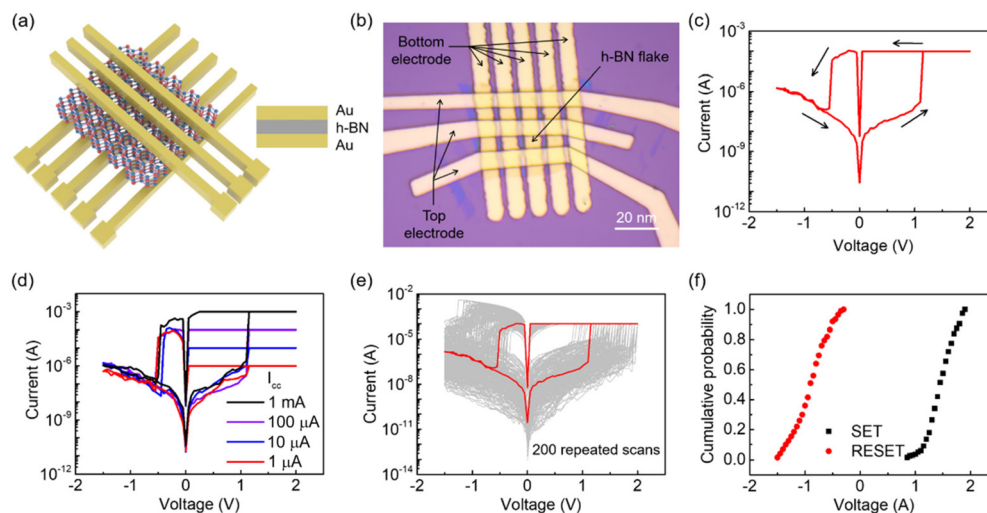 (a)
Au
h-BN
Au
(b)
Bottom
electrode
h-BN flake
Top
electrode
20 nm
(c)
Current (A)
10⁻³
10⁻⁶
10⁻⁹
10⁻¹²
-2 -1 0 1 2
Voltage (V)
(d)
Current (A)
10⁻³
10⁻⁶
10⁻⁹
10⁻¹²
I_cc
1 mA
100 μA
10 μA
1 μA
-2 -1 0 1 2
Voltage (V)
(e)
Current (A)
10⁻²
10⁻⁵
10⁻⁸
10⁻¹¹
10⁻¹⁴
200 repeated scans
-2 -1 0 1 2
Voltage (V)
(f)
Cumulative probability
1.0
0.8
0.6
0.4
0.2
0.0
SET
RESET
-2 -1 0 1 2
Voltage (A)